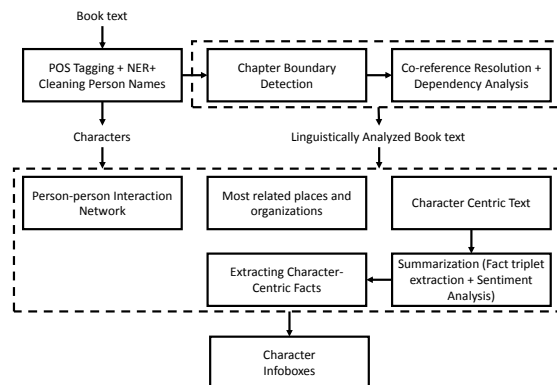 Book text
POS Tagging + NER+
Cleaning Person Names
Chapter Boundary
Detection
Co-reference Resolution +
Dependency Analysis
Characters
Linguistically Analyzed Book text
Person-person Interaction
Network
Most related places and
organizations
Character Centric Text
Extracting Character-
Centric Facts
Summarization (Fact triplet
extraction + Sentiment
Analysis)
Character
Infoboxes